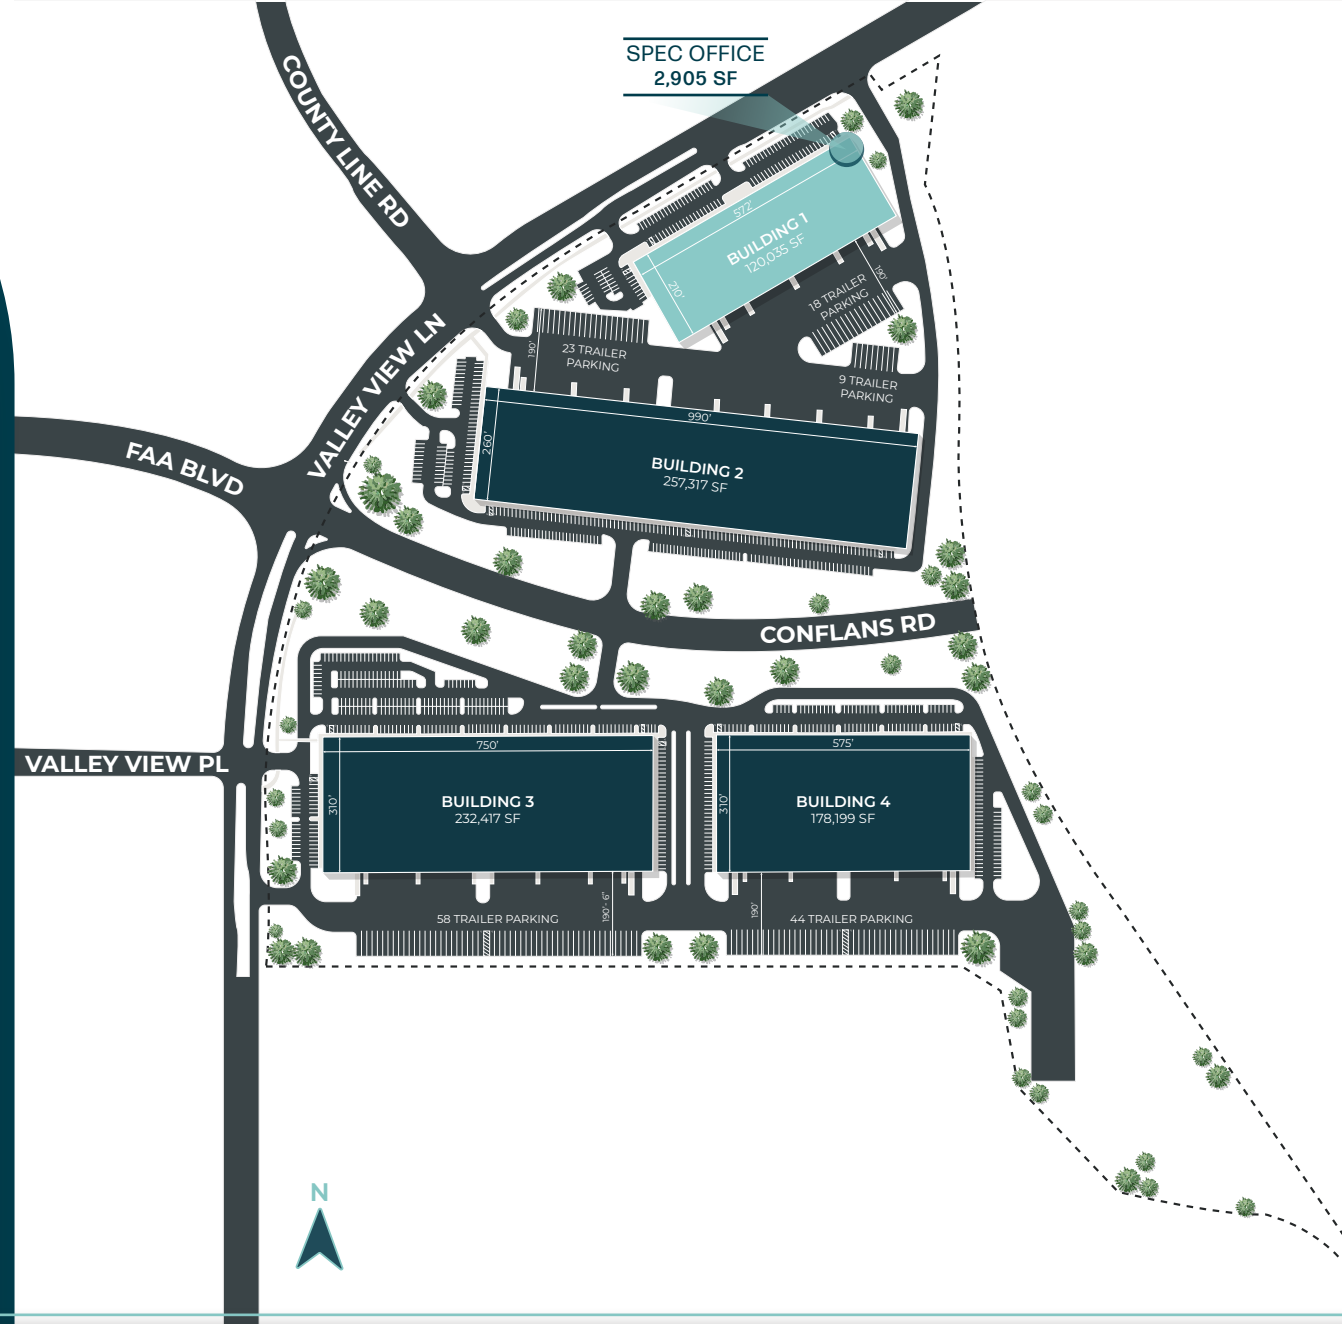 SPEC OFFICE
2,905 SF
COUNTY LINE RD
572'
BUILDING 1
120,035 SF
210'
190'
18 TRAILER
PARKING
VALLEY VIEW LN
190'
23 TRAILER
PARKING
9 TRAILER
PARKING
990'
260'
BUILDING 2
257,317 SF
FAA BLVD
CONFLANS RD
VALLEY VIEW PL
750'
310'
BUILDING 3
232,417 SF
575'
310'
BUILDING 4
178,199 SF
58 TRAILER PARKING
190'- 6"
190'
44 TRAILER PARKING
N